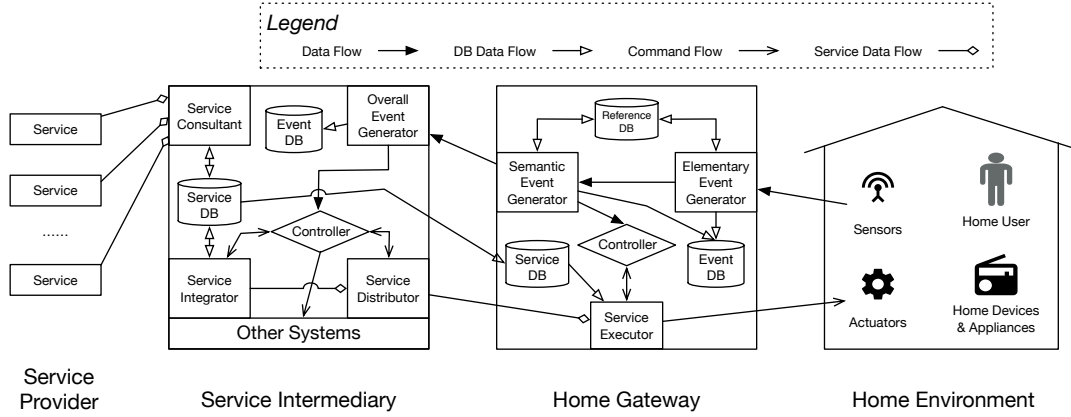 Legend
Data Flow
DB Data Flow
Command Flow
Service Data Flow
Service
Service
......
Service
Service
Consultant
Event
DB
Overall
Event
Generator
Service
DB
Controller
Service
Integrator
Service
Distributor
Other Systems
Reference
DB
Semantic
Event
Generator
Elementary
Event
Generator
Controller
Service
DB
Event
DB
Service
Executor
Sensors
Home User
Actuators
Home Devices
& Appliances
Service
Provider
Service Intermediary
Home Gateway
Home Environment